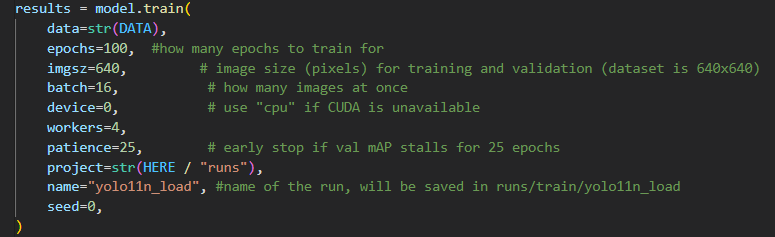 results = model.train(
    data=str(DATA),
    epochs=100,  #how many epochs to train for
    imgsz=640,         # image size (pixels) for training and validation (dataset is 640x640)
    batch=16,          # how many images at once
    device=0,          # use "cpu" if CUDA is unavailable
    workers=4,
    patience=25,       # early stop if val mAP stalls for 25 epochs
    project=str(HERE / "runs"),
    name="yolo11n_load", #name of the run, will be saved in runs/train/yolo11n_load
    seed=0,
)